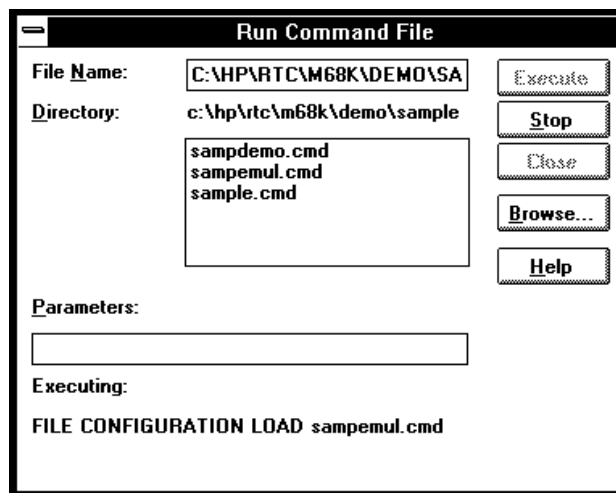 Run Command File
File Name:
C:\HP\RTC\M68K\DEMO\SA
Execute
Directory:
c:\hp\rtc\m68k\demo\sample
Stop
sampdemo.cmd
sampemul.cmd
sample.cmd
Close
Browse...
Help
Parameters:
Executing:
FILE CONFIGURATION LOAD sampemul.cmd